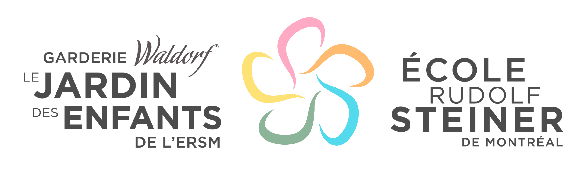 GARDERIE Waldorf
LE JARDIN
DES ENFANTS
DE L'ERSM
ÉCOLE
RUDOLF
STEINER
DE MONTRÉAL